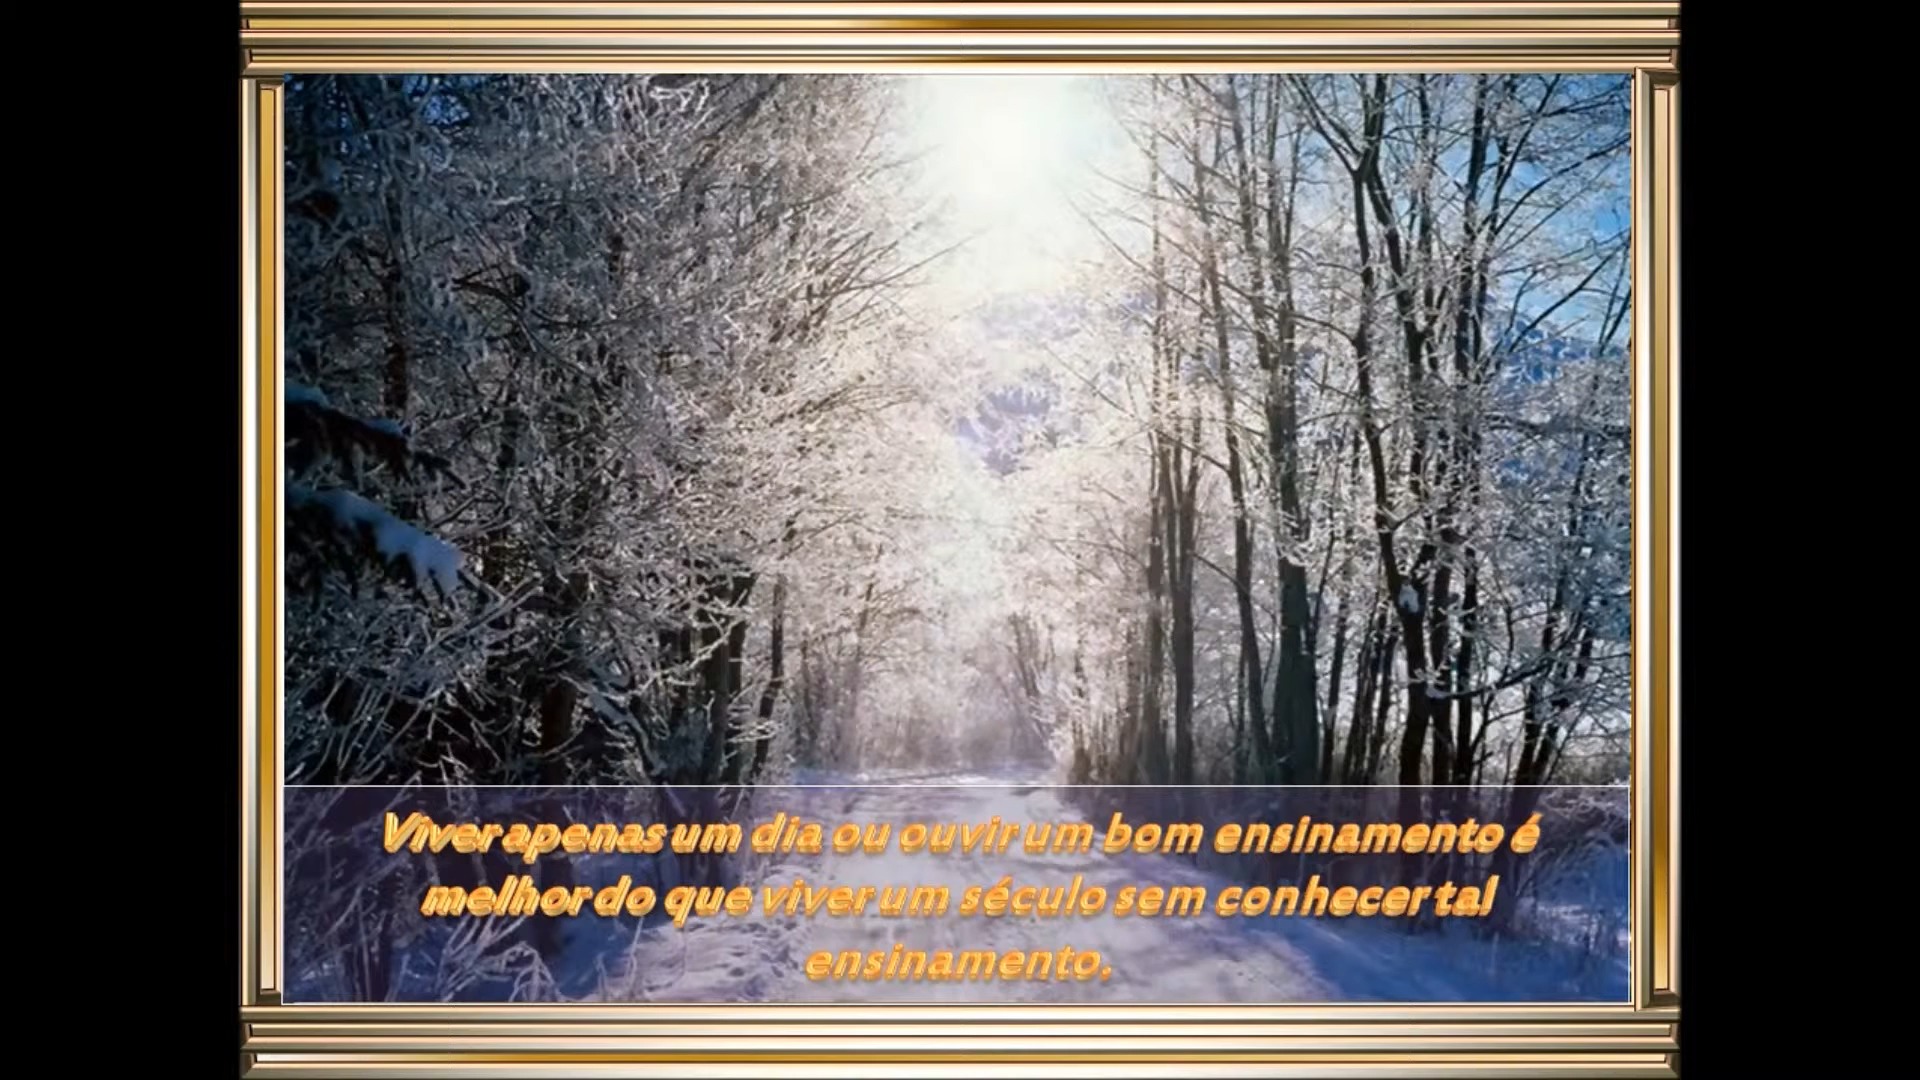 Viver apenas um dia ou ouvir um bom ensinamento é
melhor do que viver um século sem conhecer tal
ensinamento.